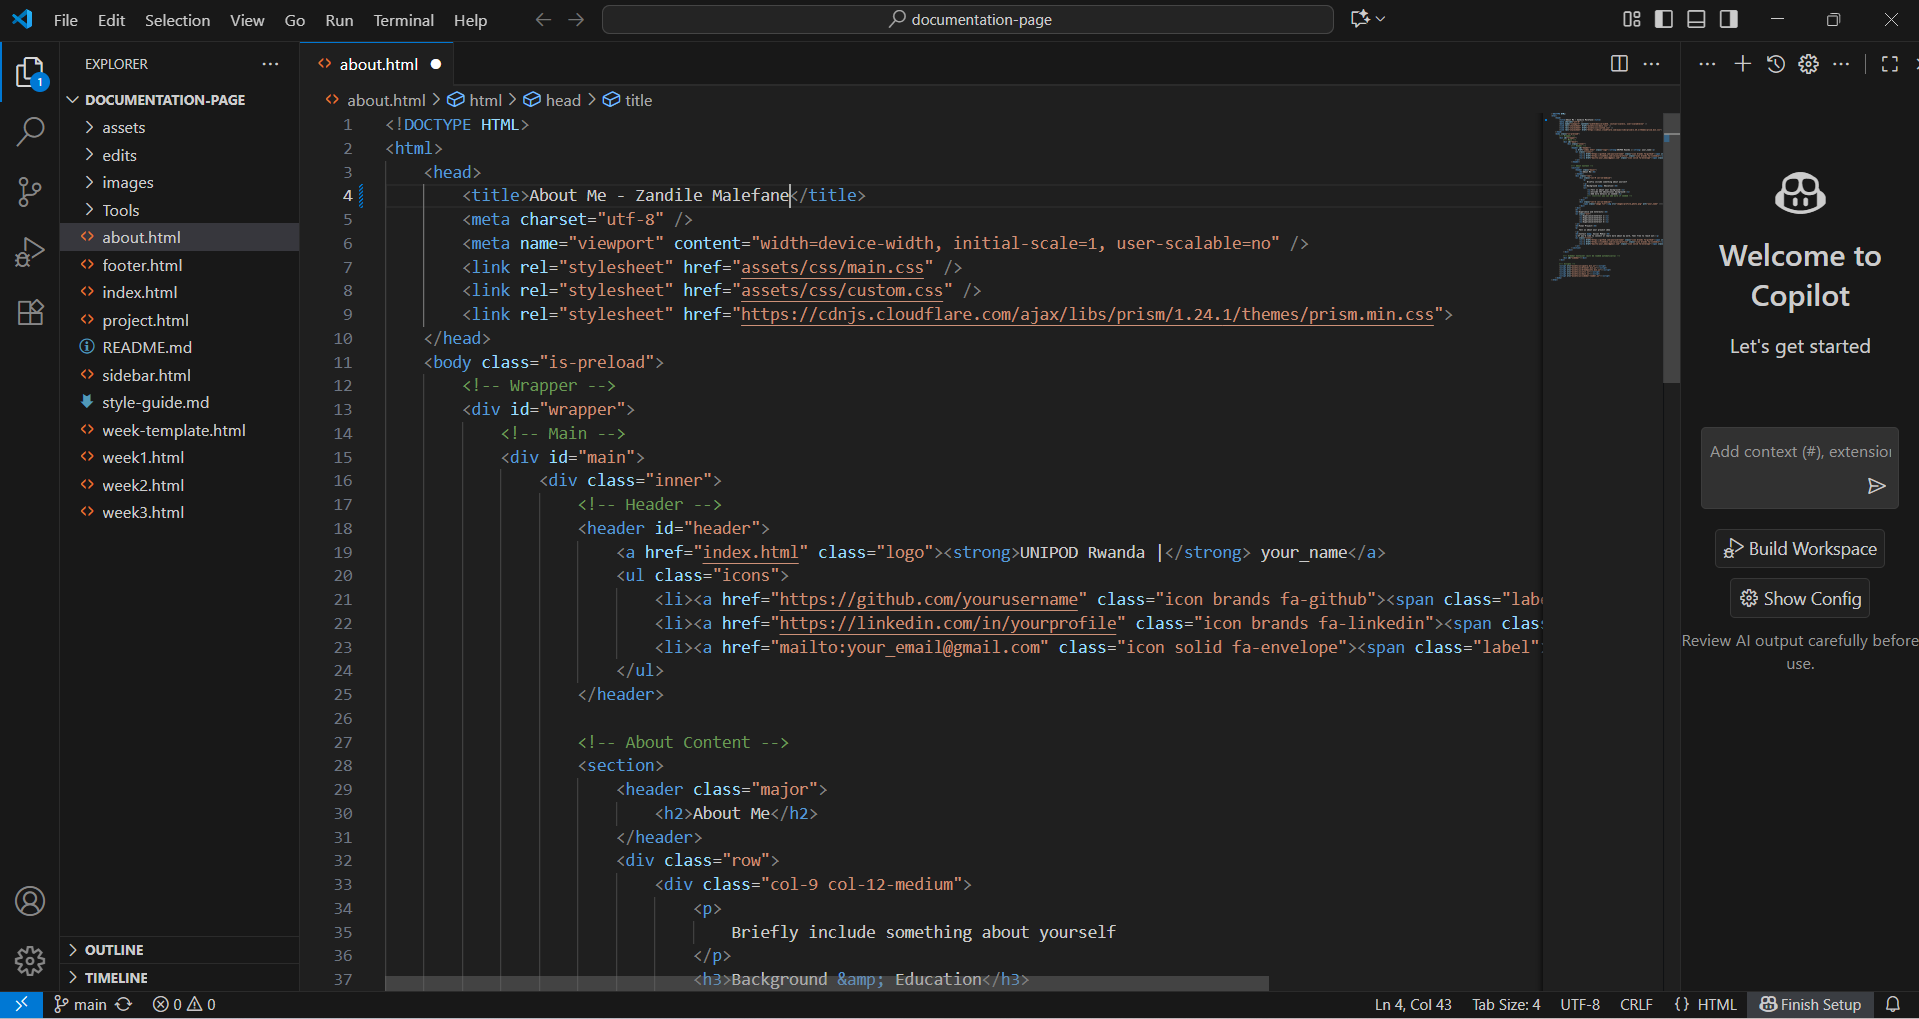 File Edit Selection View Go Run Terminal Help
documentation-page
EXPLORER
DOCUMENTATION-PAGE
assets
edits
images
Tools
about.html
footer.html
index.html
project.html
README.md
sidebar.html
style-guide.md
week-template.html
week1.html
week2.html
week3.html
OUTLINE
TIMELINE
1
about.html
about.html > html > head > title
1 <!DOCTYPE HTML>
2 <html>
3 <head>
4 <title>About Me - Zandile Malefane</title>
5 <meta charset="utf-8" />
6 <meta name="viewport" content="width=device-width, initial-scale=1, user-scalable=no" />
7 <link rel="stylesheet" href="assets/css/main.css" />
8 <link rel="stylesheet" href="assets/css/custom.css" />
9 <link rel="stylesheet" href="https://cdnjs.cloudflare.com/ajax/libs/prism/1.24.1/themes/prism.min.css">
10 </head>
11 <body class="is-preload">
12 <!-- Wrapper -->
13 <div id="wrapper">
14 <!-- Main -->
15 <div id="main">
16 <div class="inner">
17 <!-- Header -->
18 <header id="header">
19 <a href="index.html" class="logo"><strong>UNIPOD Rwanda |</strong> your_name</a>
20 <ul class="icons">
21 <li><a href="https://github.com/yourusername" class="icon brands fa-github"><span class="labe
22 <li><a href="https://linkedin.com/in/yourprofile" class="icon brands fa-linkedin"><span clas
23 <li><a href="mailto:your_email@gmail.com" class="icon solid fa-envelope"><span class="label"
24 </ul>
25 </header>
26
27 <!-- About Content -->
28 <section>
29 <header class="major">
30 <h2>About Me</h2>
31 </header>
32 <div class="row">
33 <div class="col-9 col-12-medium">
34 <p>
35 Briefly include something about yourself
36 </p>
37 <h3>Background &amp; Education</h3>
Welcome to
Copilot
Let's get started
Add context (#), extension
Build Workspace
Show Config
Review AI output carefully before
use.
main 0 0
Ln 4, Col 43 Tab Size: 4 UTF-8 CRLF {} HTML Finish Setup